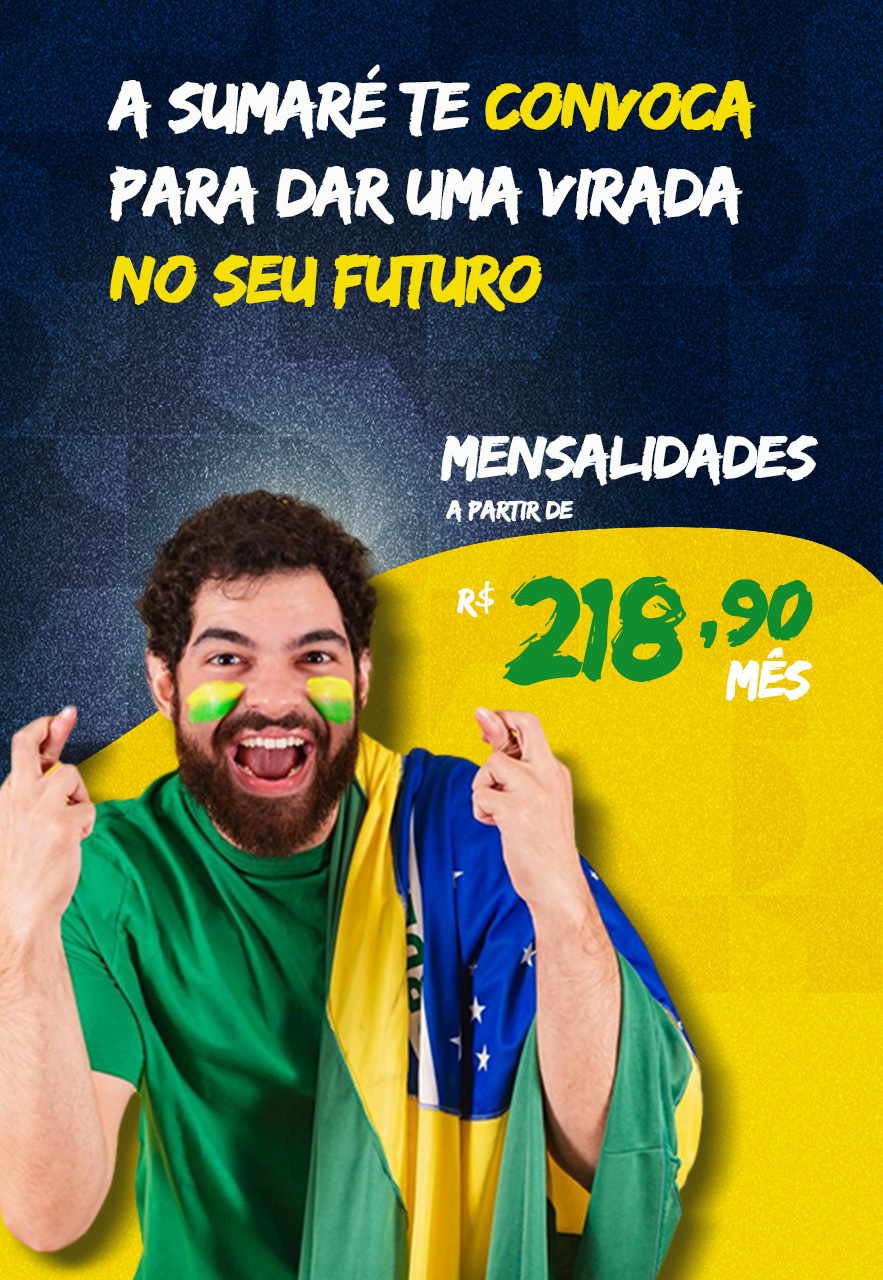 A SUMARÉ TE CONVOCA
PARA DAR UMA VIRADA
NO SEU FUTURO
MENSALIDADES
A PARTIR DE
R$ 218,90
MÊS